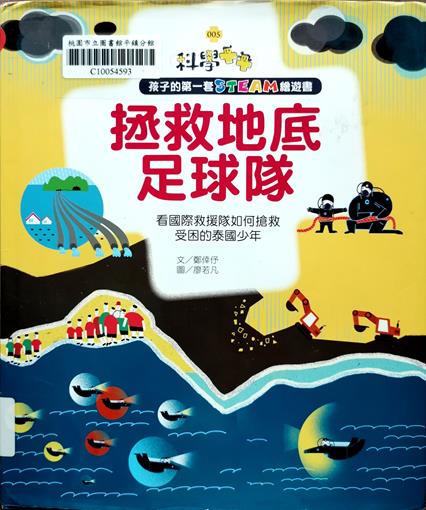 005
桃園市立圖書館平鎮分館
C10054593
科學
孩子的第一套STEAM繪遊書
拯救地底
足球隊
看國際救援隊如何搶救
受困的泰國少年
文／鄭倖伃
圖／廖若凡